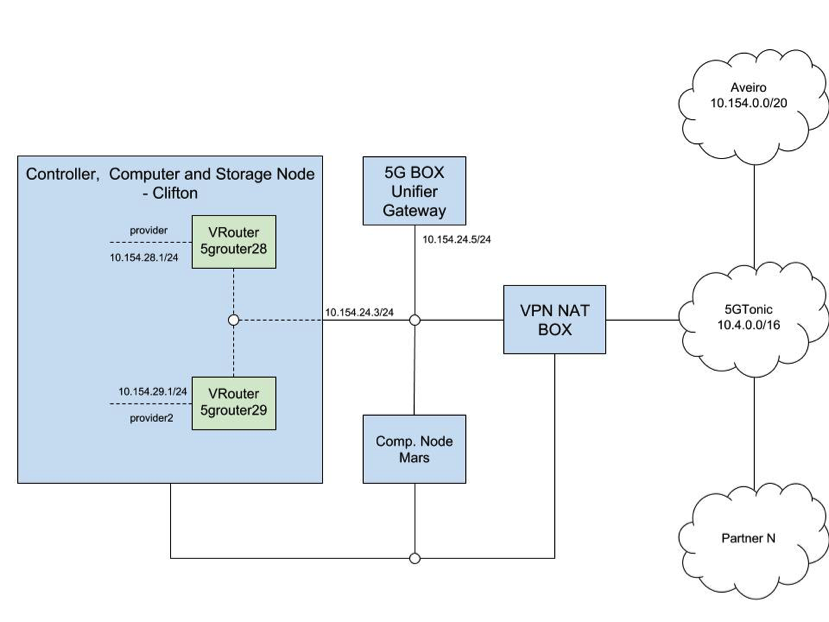 Aveiro
10.154.0.0/20
Controller, Computer and Storage Node
- Clifton
5G BOX
Unifier
Gateway
provider
10.154.28.1/24
VRouter
5grouter28
10.154.24.5/24
10.154.24.3/24
VPN NAT
BOX
5GTonic
10.4.0.0/16
10.154.29.1/24
provider2
VRouter
5grouter29
Comp. Node
Mars
Partner N